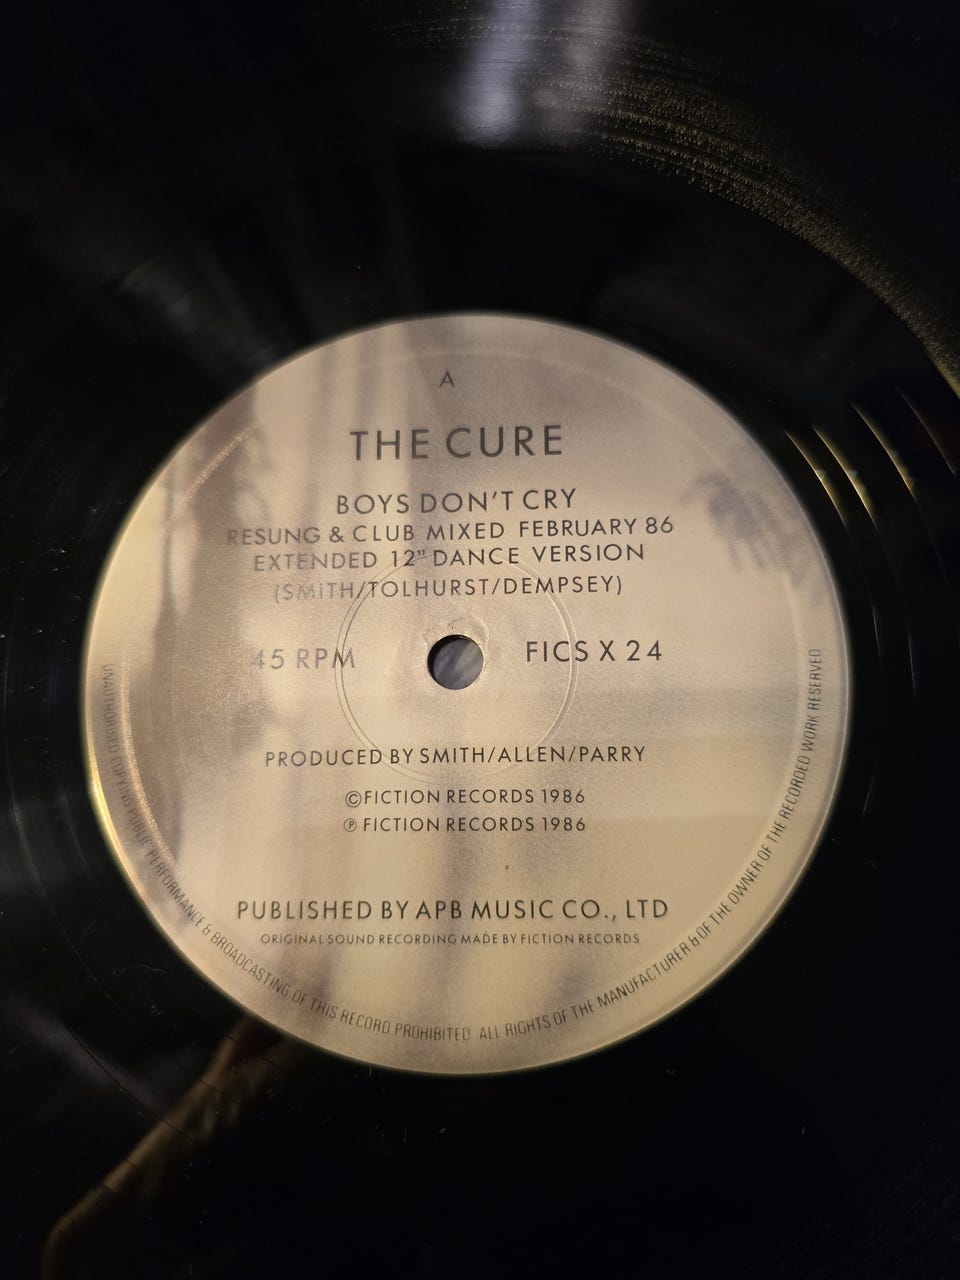 A
THE CURE
BOYS DON'T CRY
RESUNG & CLUB MIXED FEBRUARY 86
EXTENDED 12" DANCE VERSION
(SMITH/TOLHURST/DEMPSEY)
45 RPM
FICS X 24
PRODUCED BY SMITH/ALLEN/PARRY
©FICTION RECORDS 1986
℗ FICTION RECORDS 1986
PUBLISHED BY APB MUSIC CO., LTD
ORIGINAL SOUND RECORDING MADE BY FICTION RECORDS
UNAUTHORISED COPYING PUBLIC PERFORMANCE & BROADCASTING OF THIS RECORD PROHIBITED. ALL RIGHTS OF THE MANUFACTURER & OF THE OWNER OF THE RECORDED WORK RESERVED